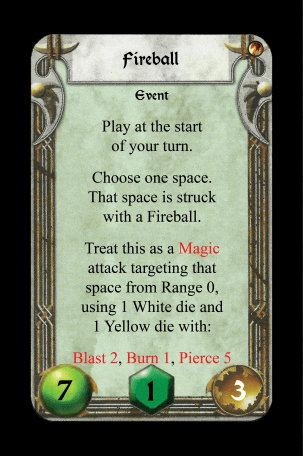 Fireball
Event
Play at the start
of your turn.
Choose one space.
That space is struck
with a Fireball.
Treat this as a Magic
attack targeting that
space from Range 0,
using 1 White die and
1 Yellow die with:
Blast 2, Burn 1, Pierce 5
7 1 3